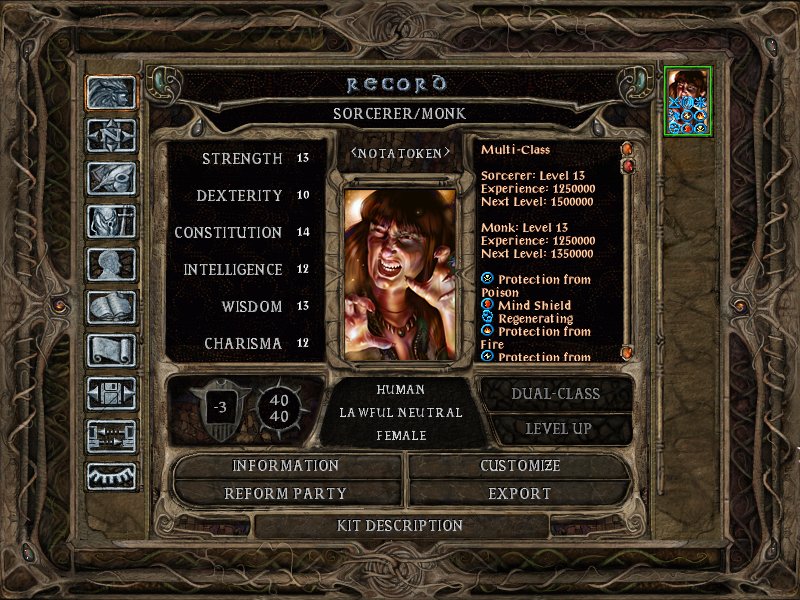 RECORD
SORCERER/MONK
STRENGTH 13
DEXTERITY 10
CONSTITUTION 14
INTELLIGENCE 12
WISDOM 13
CHARISMA 12
<NOTATOKEN>
Multi-Class
Sorcerer: Level 13
Experience: 1250000
Next Level: 1500000
Monk: Level 13
Experience: 1250000
Next Level: 1350000
Protection from
Poison
Mind Shield
Regenerating
Protection from
Fire
Protection from
-3
40
40
HUMAN
LAWFUL NEUTRAL
FEMALE
DUAL-CLASS
LEVEL UP
INFORMATION
CUSTOMIZE
REFORM PARTY
EXPORT
KIT DESCRIPTION